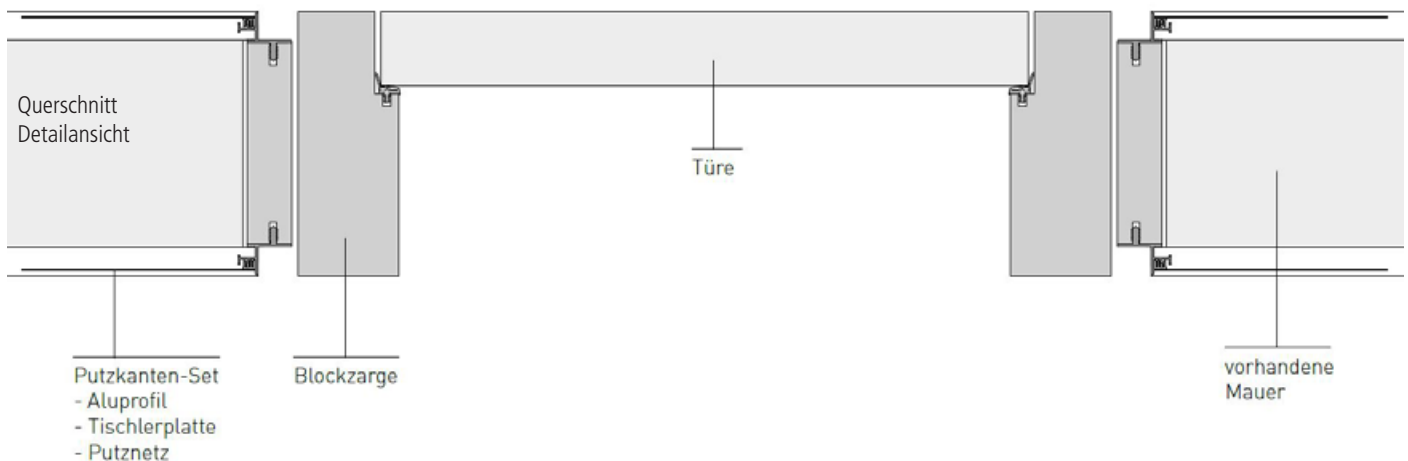 Querschnitt
Detailansicht
Türe
Putzkanten-Set
- Aluprofil
- Tischlerplatte
- Putznetz
Blockzarge
vorhandene
Mauer